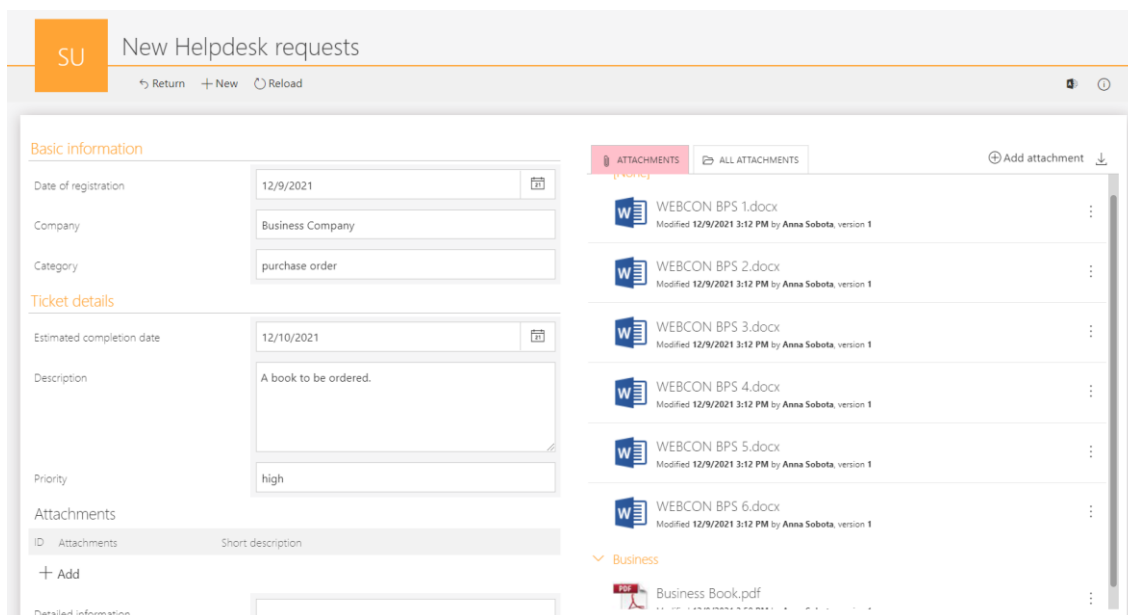 SU
New Helpdesk requests
Return
New
Reload
Basic information
Date of registration
12/9/2021
Company
Business Company
Category
purchase order
Ticket details
Estimated completion date
12/10/2021
Description
A book to be ordered.
Priority
high
Attachments
ID Attachments Short description
+ Add
Detailed information
ATTACHMENTS
ALL ATTACHMENTS
Add attachment
[None]
WEBCON BPS 1.docx
Modified 12/9/2021 3:12 PM by Anna Sobota, version 1
WEBCON BPS 2.docx
Modified 12/9/2021 3:12 PM by Anna Sobota, version 1
WEBCON BPS 3.docx
Modified 12/9/2021 3:12 PM by Anna Sobota, version 1
WEBCON BPS 4.docx
Modified 12/9/2021 3:12 PM by Anna Sobota, version 1
WEBCON BPS 5.docx
Modified 12/9/2021 3:12 PM by Anna Sobota, version 1
WEBCON BPS 6.docx
Modified 12/9/2021 3:12 PM by Anna Sobota, version 1
Business
PDF
Business Book.pdf